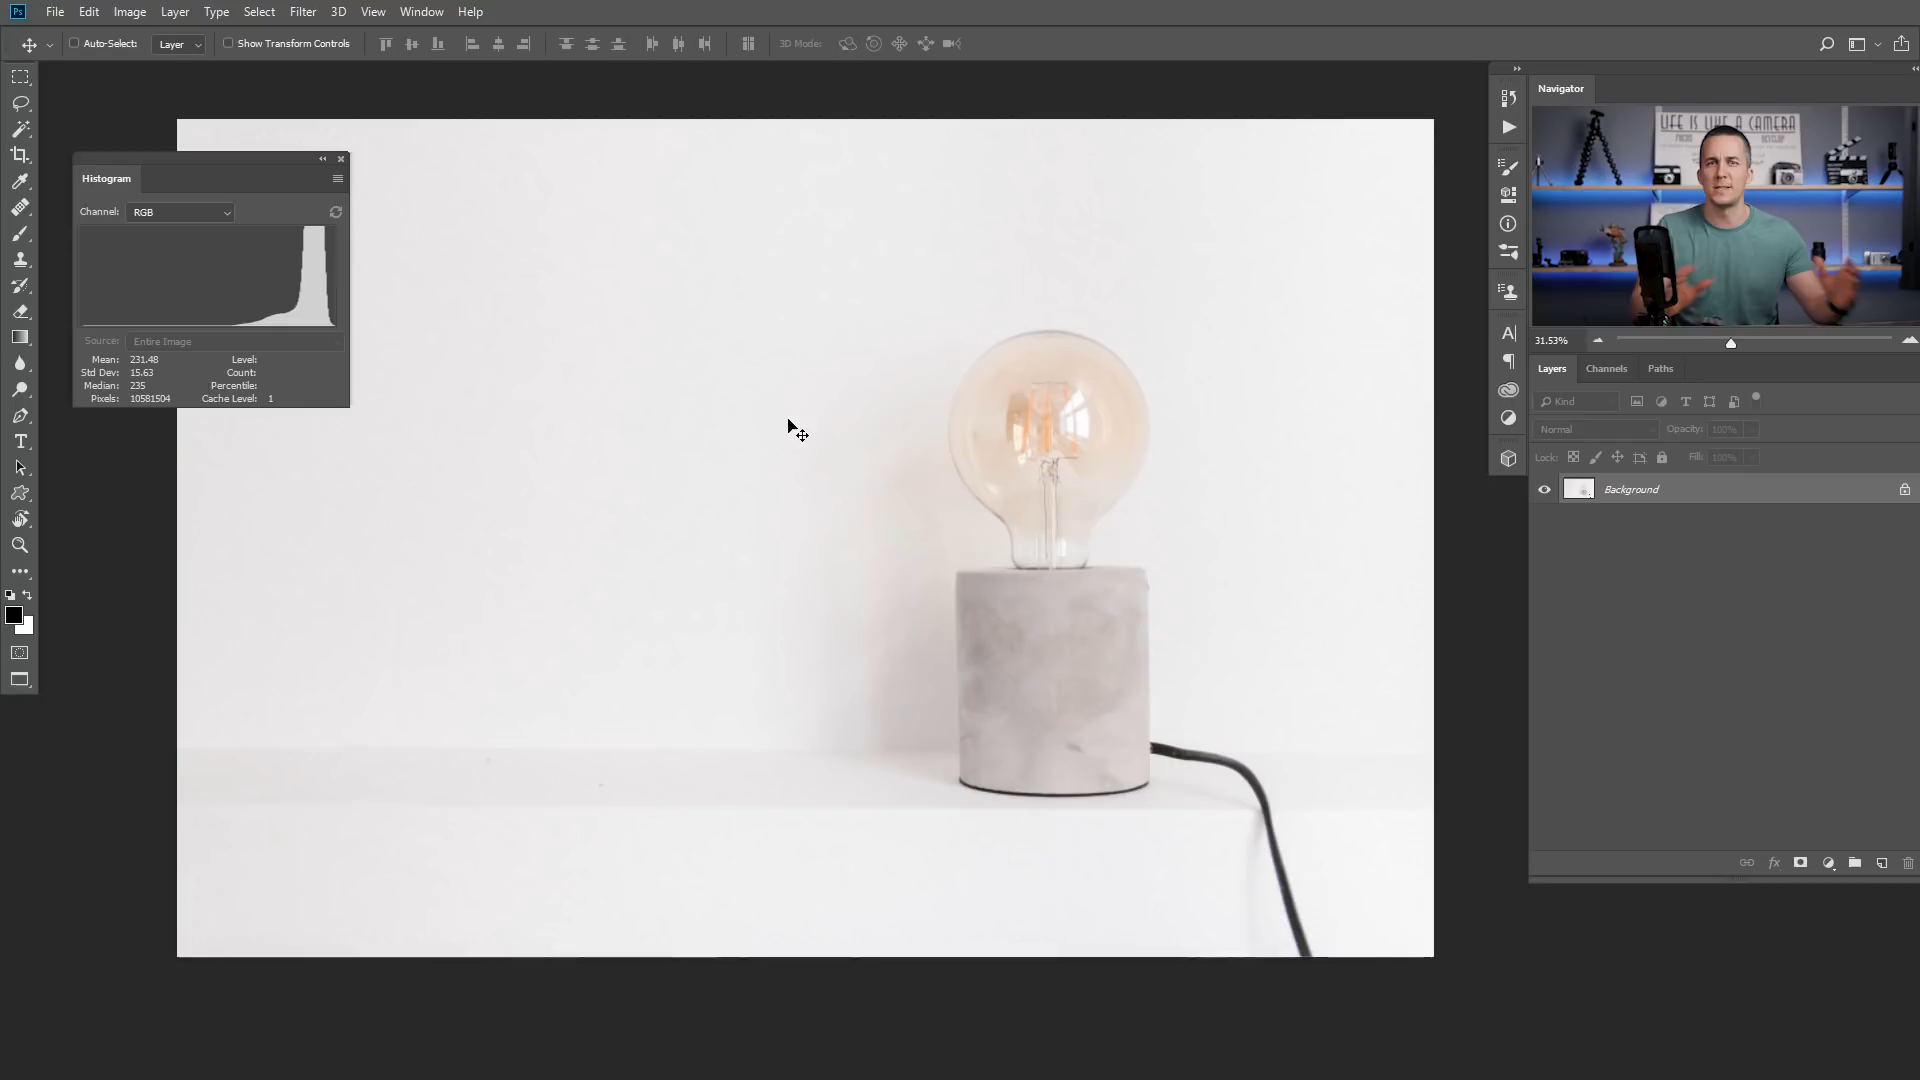 Ps File Edit Image Layer Type Select Filter 3D View Window Help
Auto-Select: Layer Show Transform Controls 3D Mode:
Histogram
Channel: RGB
Source: Entire Image
Mean: 231.48 Level:
Std Dev: 15.63 Count:
Median: 235 Percentile:
Pixels: 10581504 Cache Level: 1
Navigator
LIFE IS LIKE A CAMERA
31.53%
Layers Channels Paths
Kind
Normal Opacity: 100%
Lock: Fill: 100%
Background